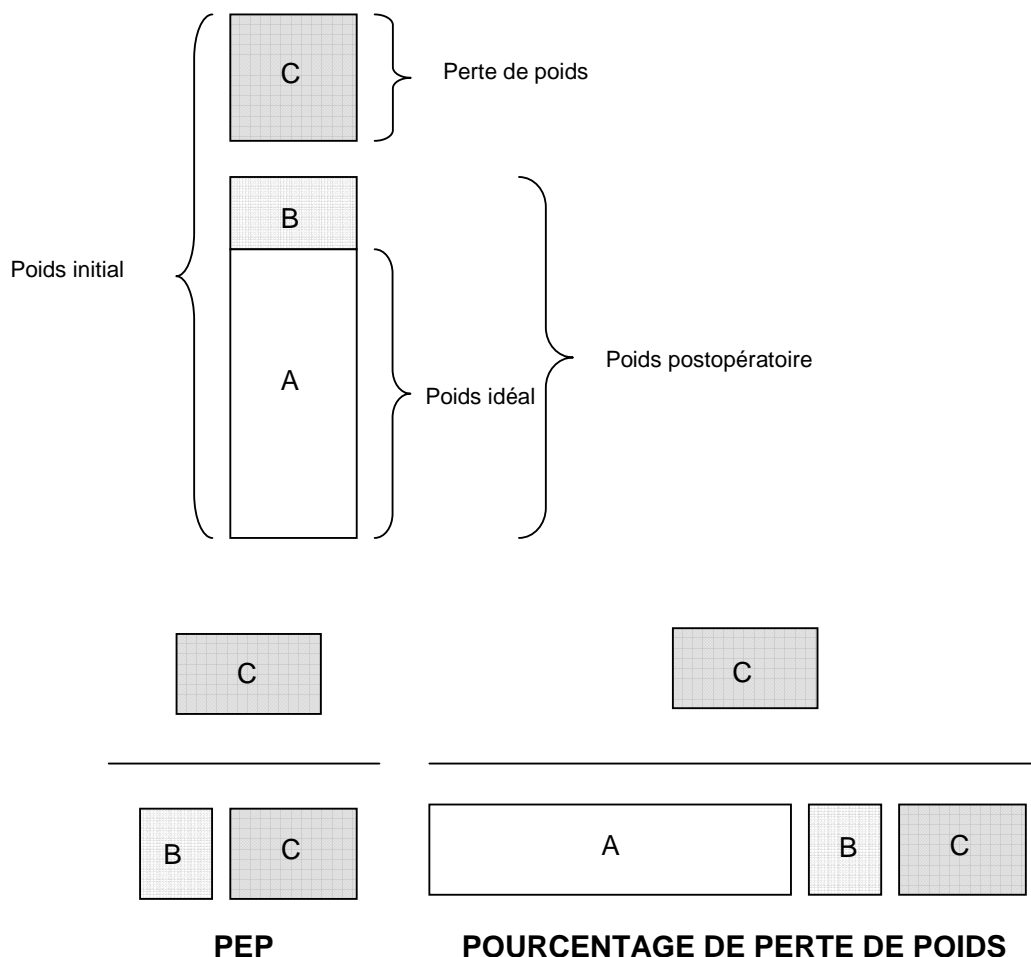 C
Perte de poids
B
Poids initial
A
Poids idéal
Poids postopératoire
C
C
B
C
A
B
C
PEP
POURCENTAGE DE PERTE DE POIDS